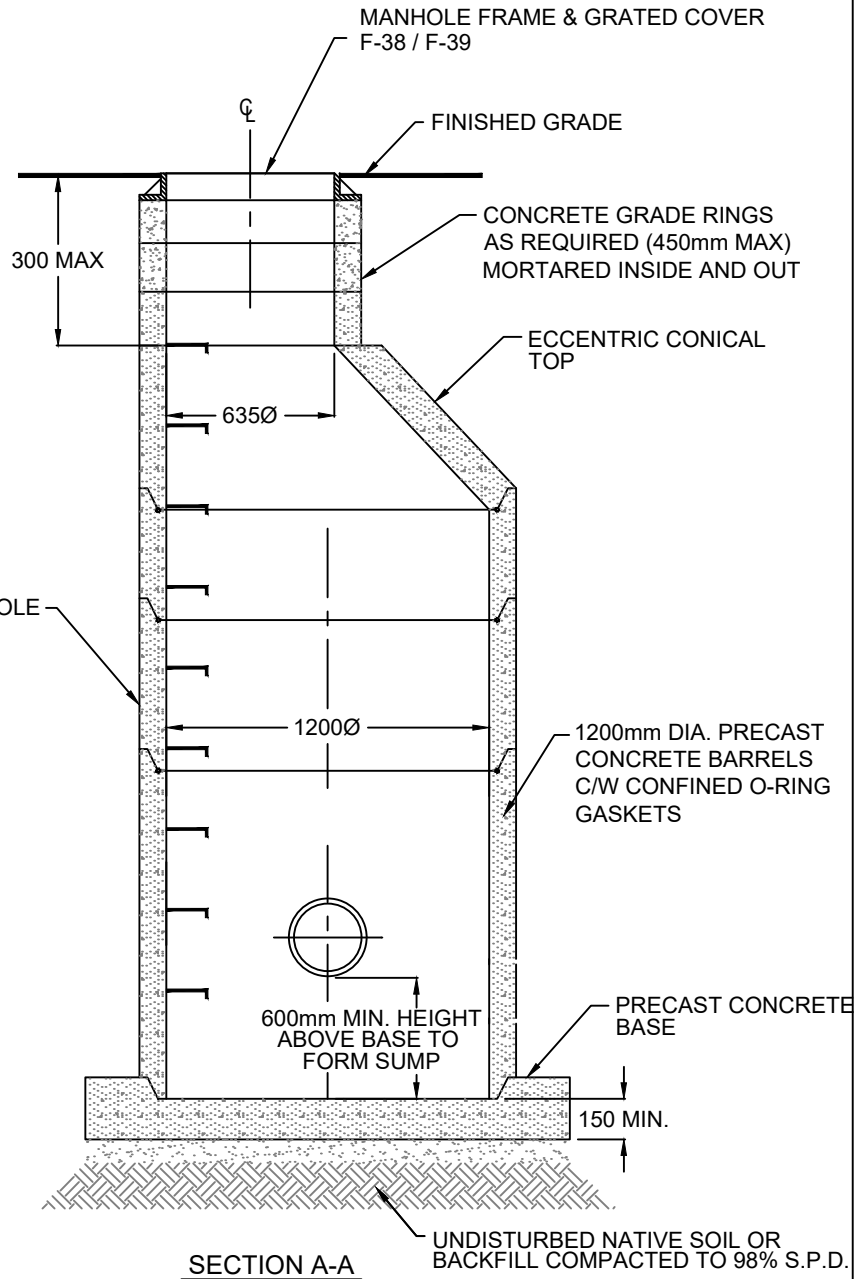 MANHOLE FRAME & GRATED COVER
F-38 / F-39
℄
FINISHED GRADE
CONCRETE GRADE RINGS
AS REQUIRED (450mm MAX)
MORTARED INSIDE AND OUT
300 MAX
ECCENTRIC CONICAL
TOP
635Ø
OLE
1200Ø
1200mm DIA. PRECAST
CONCRETE BARRELS
C/W CONFINED O-RING
GASKETS
600mm MIN. HEIGHT
ABOVE BASE TO
FORM SUMP
PRECAST CONCRETE
BASE
150 MIN.
UNDISTURBED NATIVE SOIL OR
BACKFILL COMPACTED TO 98% S.P.D.
SECTION A-A